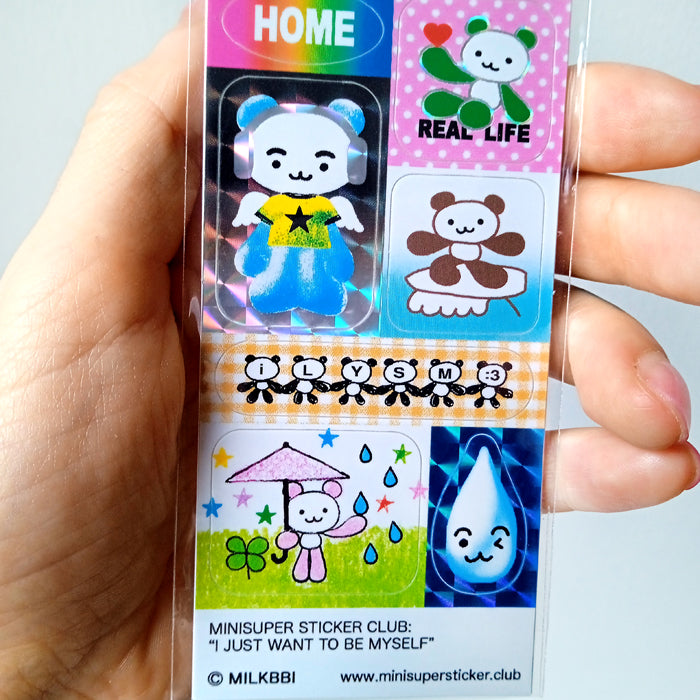 HOME
REAL LIFE
i L Y S M :3
MINISUPER STICKER CLUB:
"I JUST WANT TO BE MYSELF"
© MILKBBI www.minisupersticker.club